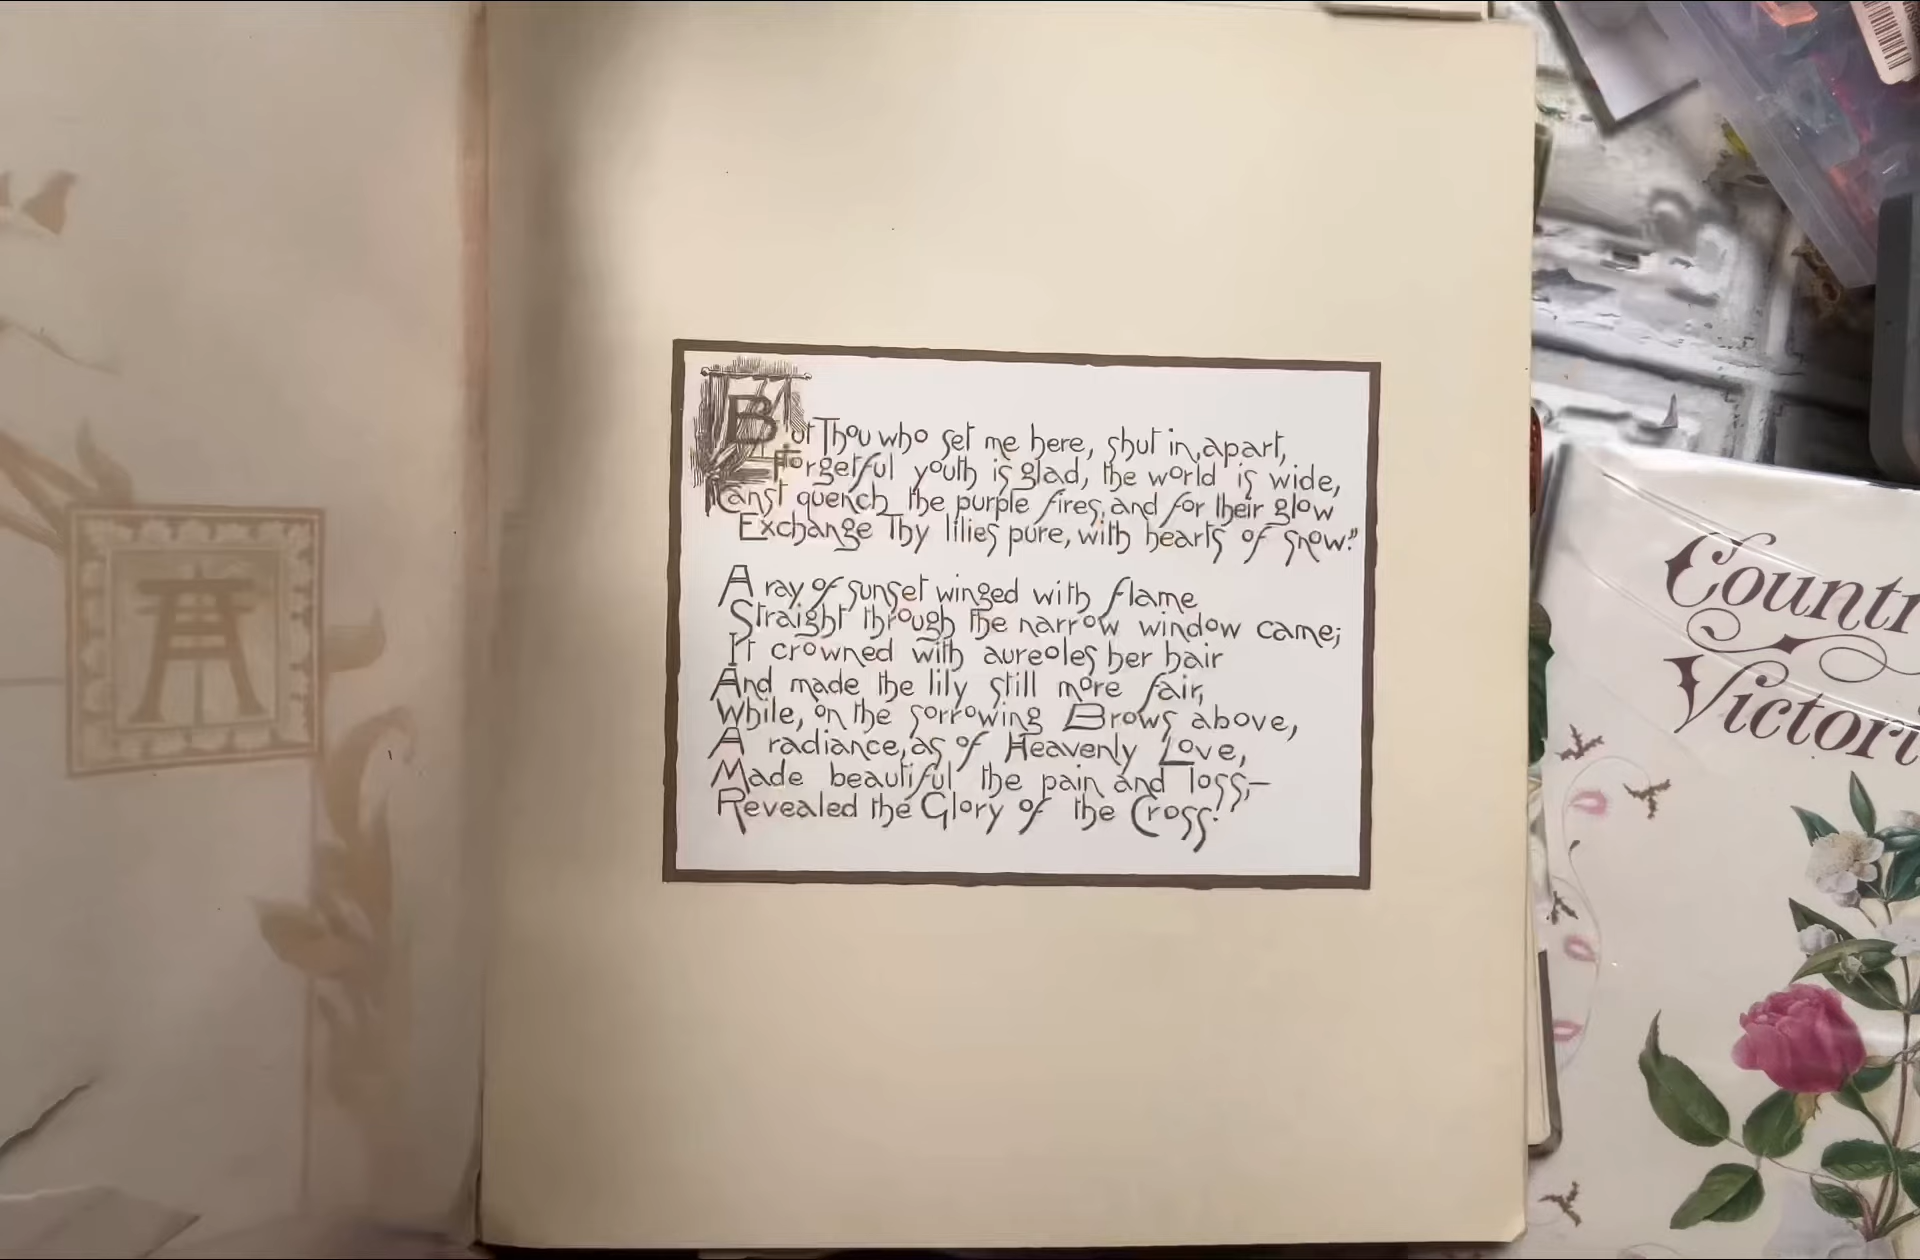 But Thou who set me here, shut in, apart,
Forgetful youth is glad, the world is wide,
Canst quench the purple fires, and for their glow
Exchange Thy lilies pure, with hearts of snow."
A ray of sunset winged with flame
Straight through the narrow window came;
It crowned with aureoles her hair
And made the lily still more fair,
While, on the sorrowing Brows above,
A radiance, as of Heavenly Love,
Made beautiful the pain and loss,—
Revealed the Glory of the Cross.
A
Countr
Victori